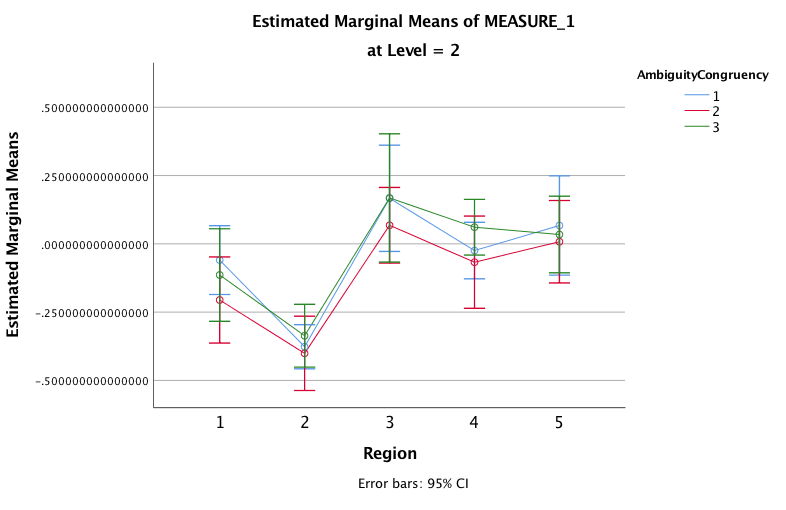 Estimated Marginal Means of MEASURE_1
at Level = 2
AmbiguityCongruency
1
2
3
Estimated Marginal Means
.500000000000000
.250000000000000
.000000000000000
-.250000000000000
-.500000000000000
1 2 3 4 5
Region
Error bars: 95% CI